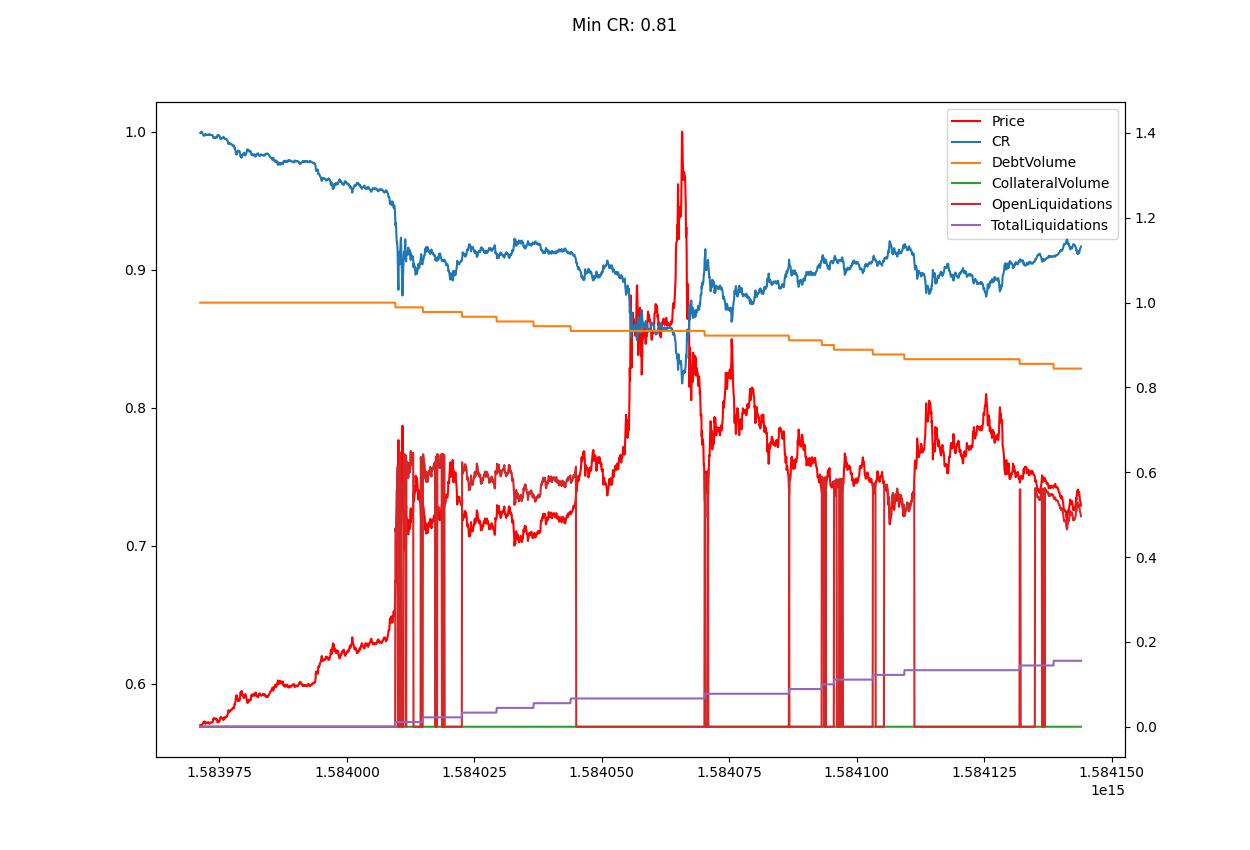 Min CR: 0.81
1.0
0.9
0.8
0.7
0.6
1.4
1.2
1.0
0.8
0.6
0.4
0.2
0.0
Price
CR
DebtVolume
CollateralVolume
OpenLiquidations
TotalLiquidations
1.583975 1.584000 1.584025 1.584050 1.584075 1.584100 1.584125 1.584150
1e15